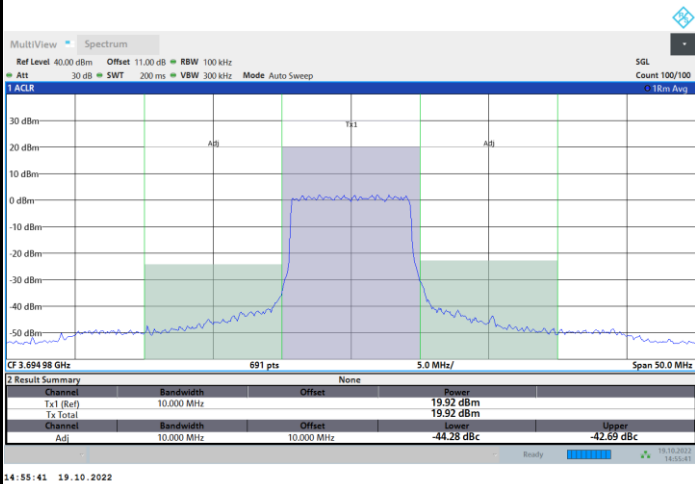 MultiView Spectrum
Ref Level 40.00 dBm Offset 11.00 dB RBW 100 kHz SGL
Att 30 dB SWT 200 ms VBW 300 kHz Mode Auto Sweep Count 100/100
1 ACLR 1Rm Avg
30 dBm
Tx1
20 dBm
Adj Adj
10 dBm
0 dBm
-10 dBm
-20 dBm
-30 dBm
-40 dBm
-50 dBm
CF 3.694 98 GHz 691 pts 5.0 MHz/ Span 50.0 MHz
2 Result Summary None
Channel Bandwidth Offset Power
Tx1 (Ref) 10.000 MHz 19.92 dBm
Tx Total 19.92 dBm
Channel Bandwidth Offset Lower Upper
Adj 10.000 MHz 10.000 MHz -44.28 dBc -42.69 dBc
Ready 19.10.2022
14:55:41
14:55:41 19.10.2022